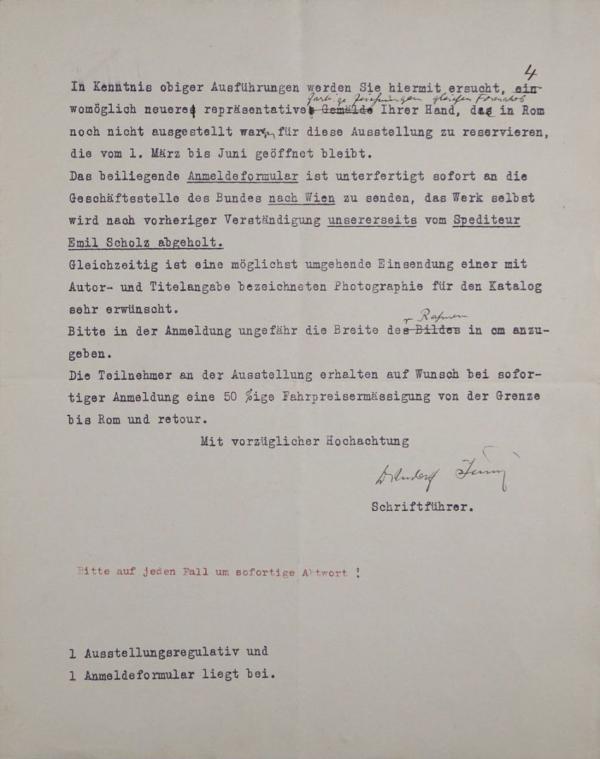 4
In Kenntnis obiger Ausführungen werden Sie hiermit ersucht, ein
farbige Zeichnungen gleichen Formates
womöglich neuere repräsentative Gemälde Ihrer Hand, das in Rom
noch nicht ausgestellt war, für diese Ausstellung zu reservieren,
die vom 1. März bis Juni geöffnet bleibt.
Das beiliegende Anmeldeformular ist unterfertigt sofort an die
Geschäftsstelle des Bundes nach Wien zu senden, das Werk selbst
wird nach vorheriger Verständigung unsererseits vom Spediteur
Emil Scholz abgeholt.
Gleichzeitig ist eine möglichst umgehende Einsendung einer mit
Autor- und Titelangabe bezeichneten Photographie für den Katalog
sehr erwünscht.
Rahmen
Bitte in der Anmeldung ungefähr die Breite des Bildes in cm anzu-
geben.
Die Teilnehmer an der Ausstellung erhalten auf Wunsch bei sofor-
tiger Anmeldung eine 50 %ige Fahrpreisermässigung von der Grenze
bis Rom und retour.
Mit vorzüglicher Hochachtung
Schriftführer.
Bitte auf jeden Fall um sofortige Antwort !
1 Ausstellungsregulativ und
1 Anmeldeformular liegt bei.